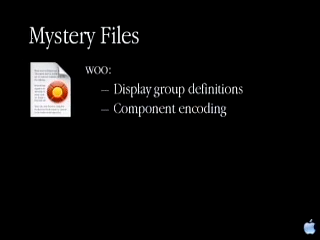 Mystery Files
woo:
– Display group definitions
– Component encoding